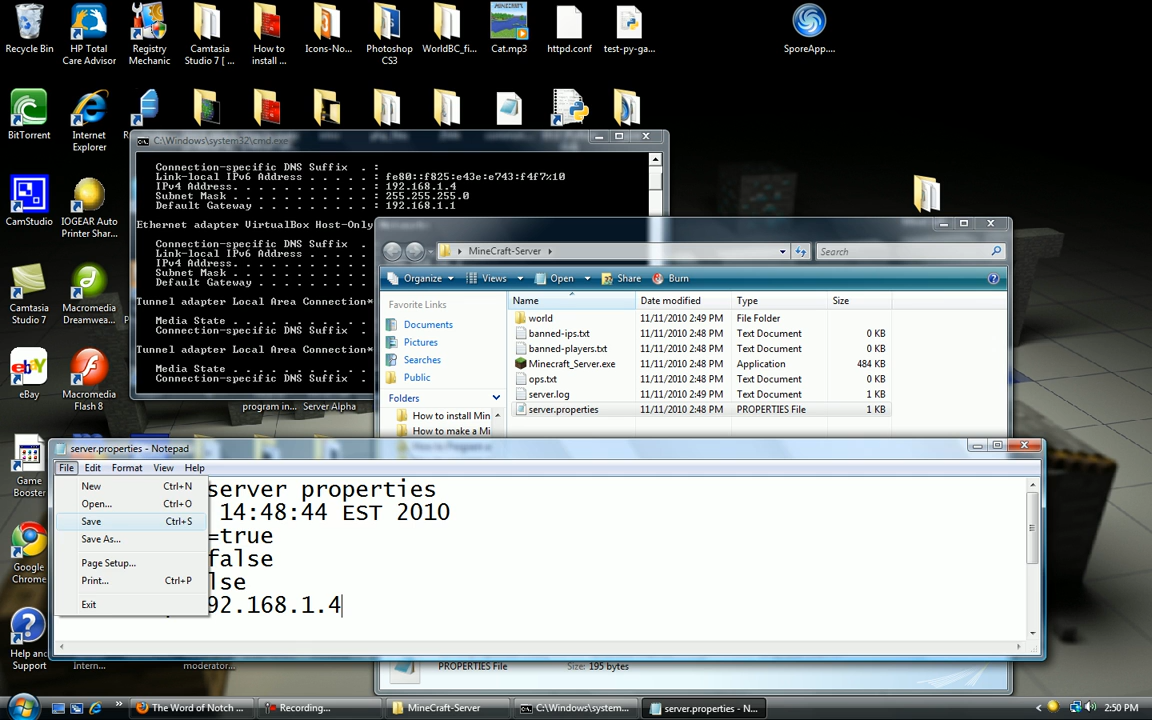 Recycle Bin
HP Total
Care Advisor
Registry
Mechanic
Camtasia
Studio 7 [ ...
How to
install ...
Icons-No...
Photoshop
CS3
WorldBC_fi...
Cat.mp3
httpd.conf
test-py-ga...
SporeApp....
BitTorrent
Internet
Explorer
CamStudio
IOGEAR Auto
Printer Shar...
Camtasia
Studio 7
Macromedia
Dreamwea...
eBay
Macromedia
Flash 8
Game
Booster
Google
Chrome
Help and
Support
Intern...
moderator...
program in...
Server Alpha
C:\Windows\system32\cmd.exe
Connection-specific DNS Suffix . :
Link-local IPv6 Address . . . . . : fe80::f825:e43e:e743:f4f7%10
IPv4 Address. . . . . . . . . . . : 192.168.1.4
Subnet Mask . . . . . . . . . . . : 255.255.255.0
Default Gateway . . . . . . . . . : 192.168.1.1
Ethernet adapter VirtualBox Host-Only
Connection-specific DNS Suffix .
Link-local IPv6 Address . . . . .
IPv4 Address. . . . . . . . . . .
Subnet Mask . . . . . . . . . . .
Default Gateway . . . . . . . . .
Tunnel adapter Local Area Connection*
Media State . . . . . . . . . . .
Connection-specific DNS Suffix .
Tunnel adapter Local Area Connection*
Media State . . . . . . . . . . .
Connection-specific DNS Suffix .
MineCraft-Server
Search
Organize Views Open Share Burn
Favorite Links
Documents
Pictures
Searches
Public
Folders
How to install Min
How to make a Mi
Name Date modified Type Size
world 11/11/2010 2:49 PM File Folder
banned-ips.txt 11/11/2010 2:48 PM Text Document 0 KB
banned-players.txt 11/11/2010 2:48 PM Text Document 0 KB
Minecraft_Server.exe 11/11/2010 2:48 PM Application 484 KB
ops.txt 11/11/2010 2:48 PM Text Document 0 KB
server.log 11/11/2010 2:49 PM Text Document 1 KB
server.properties 11/11/2010 2:48 PM PROPERTIES File 1 KB
server.properties - Notepad
File Edit Format View Help
New Ctrl+N
Open... Ctrl+O
Save Ctrl+S
Save As...
Page Setup...
Print... Ctrl+P
Exit
server properties
14:48:44 EST 2010
=true
false
lse
92.168.1.4
PROPERTIES File Size: 195 bytes
The Word of Notch ...
Recording...
MineCraft-Server
C:\Windows\system...
server.properties - N...
2:50 PM